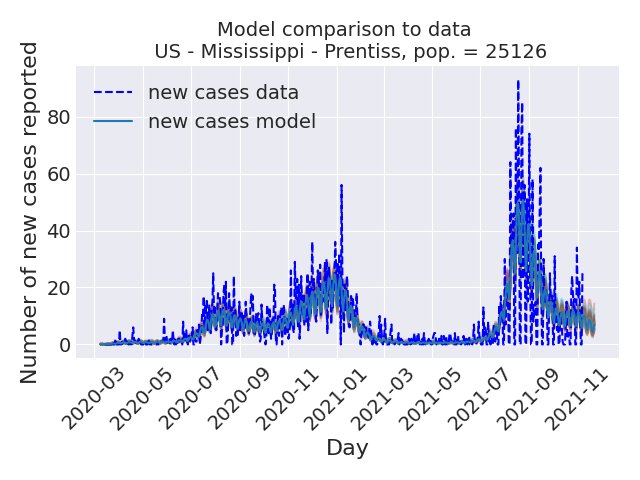 Model comparison to data
US - Mississippi - Prentiss, pop. = 25126
Number of new cases reported
80
60
40
20
0
new cases data
new cases model
2020-03
2020-05
2020-07
2020-09
2020-11
2021-01
2021-03
2021-05
2021-07
2021-09
2021-11
Day